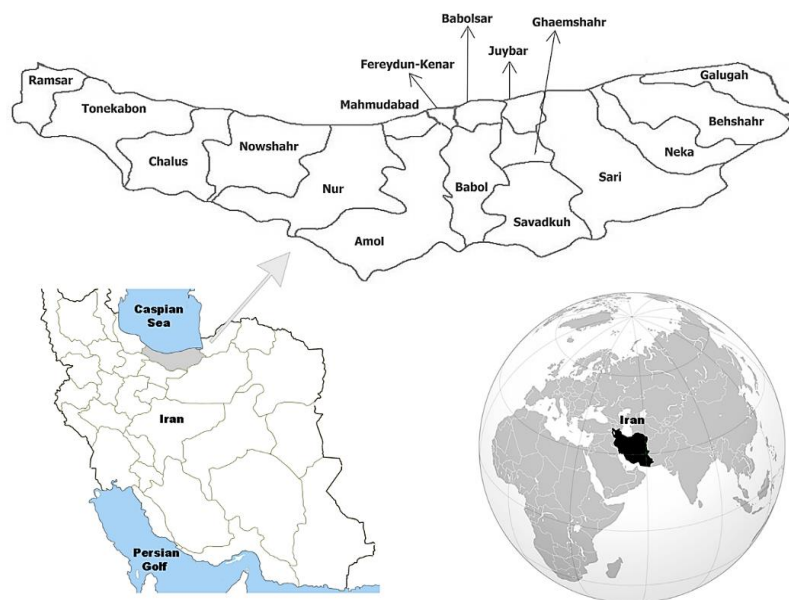 Babolsar
Ghaemshahr
Juybar
Fereydun-Kenar
Ramsar
Galugah
Tonekabon
Mahmudabad
Behshahr
Nowshahr
Chalus
Neka
Nur
Babol
Sari
Savadkuh
Amol
Caspian
Sea
Iran
Persian
Golf
Iran